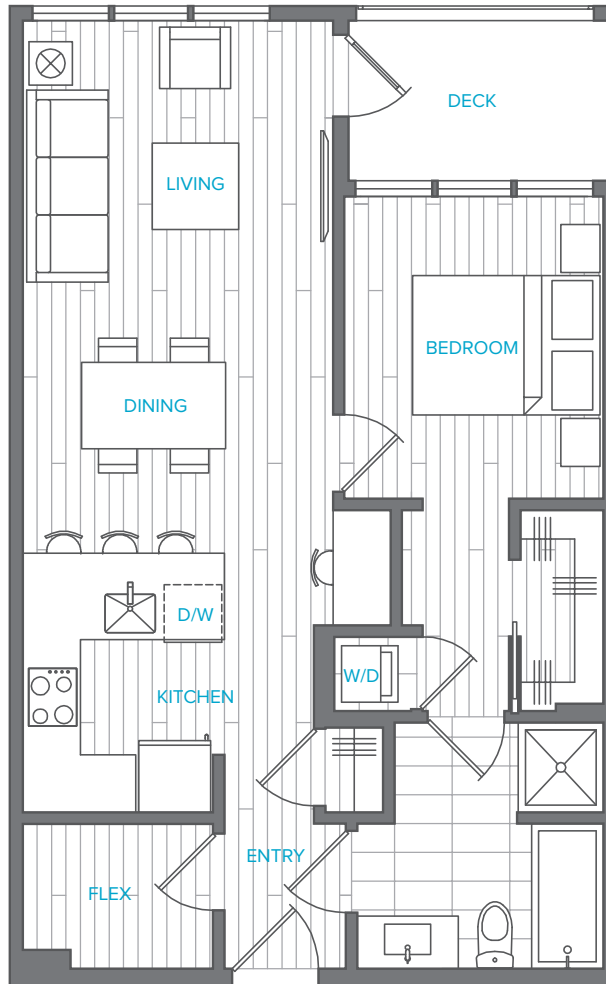 DECK
LIVING
BEDROOM
DINING
D/W
W/D
KITCHEN
ENTRY
FLEX